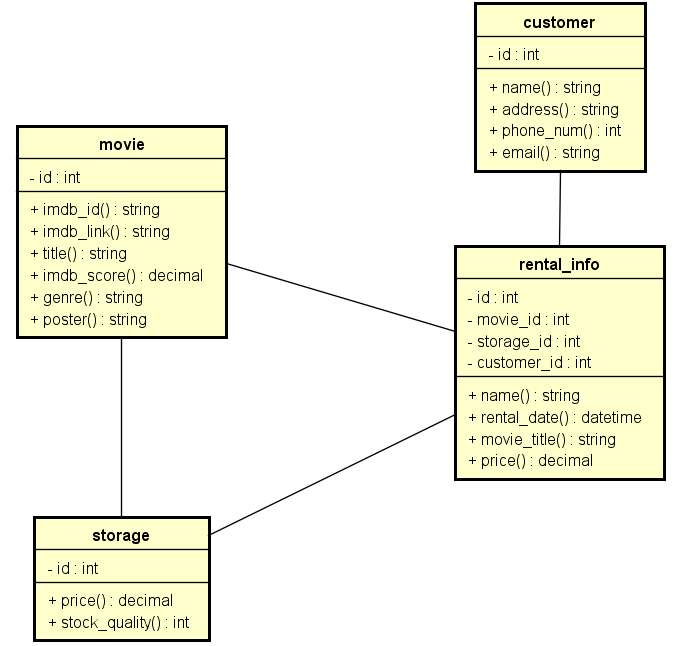 customer
- id : int
+ name() : string
+ address() : string
+ phone_num() : int
+ email() : string
movie
- id : int
+ imdb_id() : string
+ imdb_link() : string
+ title() : string
+ imdb_score() : decimal
+ genre() : string
+ poster() : string
rental_info
- id : int
- movie_id : int
- storage_id : int
- customer_id : int
+ name() : string
+ rental_date() : datetime
+ movie_title() : string
+ price() : decimal
storage
- id : int
+ price() : decimal
+ stock_quality() : int